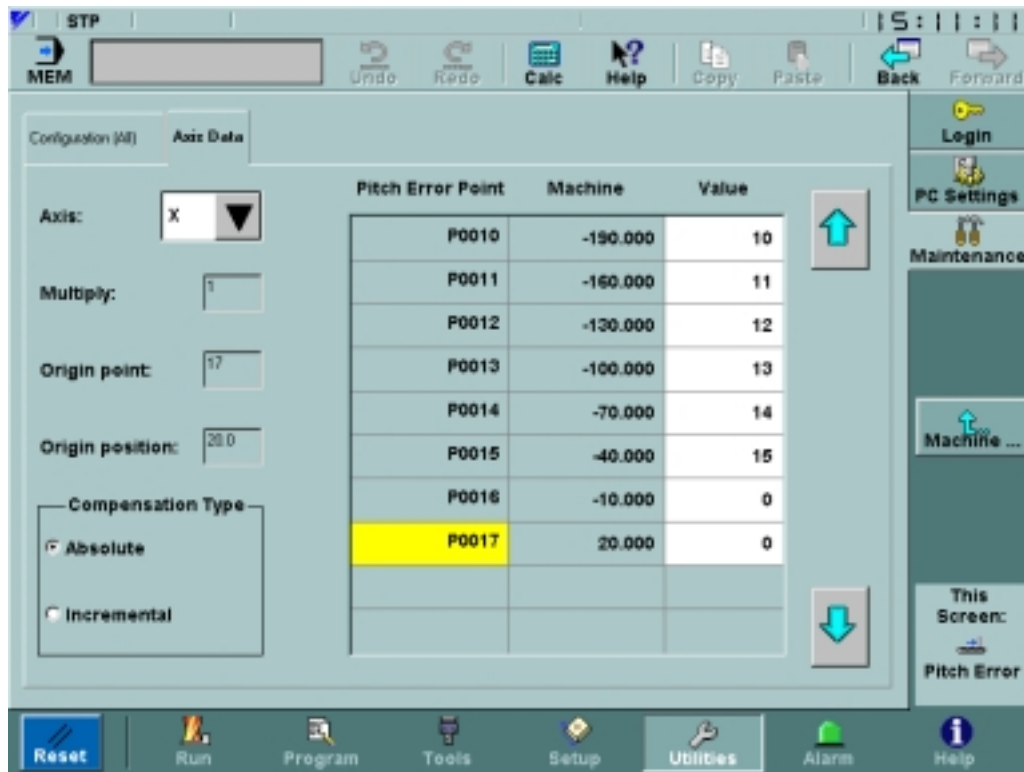 STP 15:11:11
MEM Undo Redo Calc Help Copy Paste Back Forward
Configuration (All) Axis Data
Login
PC Settings
Maintenance
Machine ...
This
Screen:
Pitch Error
Axis: X
Multiply: 1
Origin point: 17
Origin position: 20.0
Compensation Type
Absolute
Incremental
Pitch Error Point Machine Value
P0010 -190.000 10
P0011 -160.000 11
P0012 -130.000 12
P0013 -100.000 13
P0014 -70.000 14
P0015 -40.000 15
P0016 -10.000 0
P0017 20.000 0
Reset Run Program Tools Setup Utilities Alarm Help